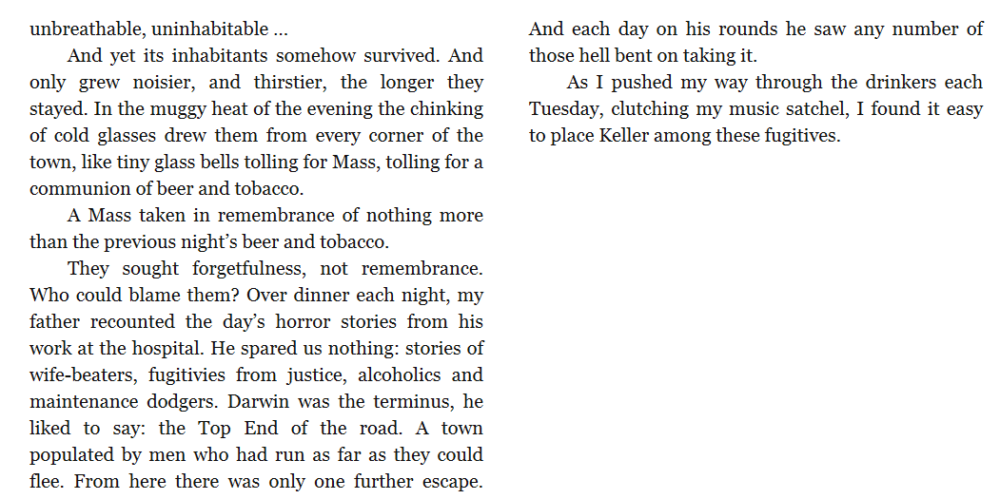 unbreathable, uninhabitable ...
And yet its inhabitants somehow survived. And
only grew noisier, and thirstier, the longer they
stayed. In the muggy heat of the evening the chinking
of cold glasses drew them from every corner of the
town, like tiny glass bells tolling for Mass, tolling for a
communion of beer and tobacco.
A Mass taken in remembrance of nothing more
than the previous night’s beer and tobacco.
They sought forgetfulness, not remembrance.
Who could blame them? Over dinner each night, my
father recounted the day’s horror stories from his
work at the hospital. He spared us nothing: stories of
wife-beaters, fugitivies from justice, alcoholics and
maintenance dodgers. Darwin was the terminus, he
liked to say: the Top End of the road. A town
populated by men who had run as far as they could
flee. From here there was only one further escape.
And each day on his rounds he saw any number of
those hell bent on taking it.
As I pushed my way through the drinkers each
Tuesday, clutching my music satchel, I found it easy
to place Keller among these fugitives.